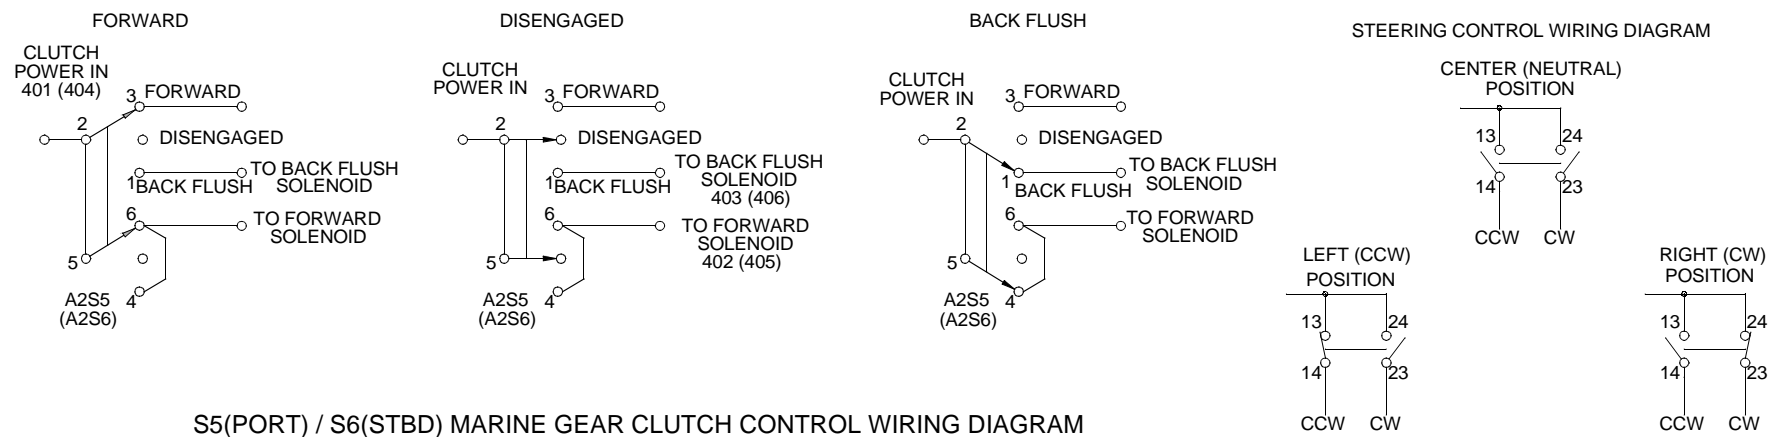 FORWARD
CLUTCH
POWER IN
401 (404)
3 FORWARD
2
DISENGAGED
1 BACK FLUSH
TO BACK FLUSH
SOLENOID
6
TO FORWARD
SOLENOID
5
4
A2S5
(A2S6)
DISENGAGED
CLUTCH
POWER IN
3 FORWARD
2
DISENGAGED
1 BACK FLUSH
TO BACK FLUSH
SOLENOID
403 (406)
6
TO FORWARD
SOLENOID
402 (405)
5
4
A2S5
(A2S6)
BACK FLUSH
CLUTCH
POWER IN
3 FORWARD
2
DISENGAGED
1 BACK FLUSH
TO BACK FLUSH
SOLENOID
6
TO FORWARD
SOLENOID
5
4
A2S5
(A2S6)
S5(PORT) / S6(STBD) MARINE GEAR CLUTCH CONTROL WIRING DIAGRAM
STEERING CONTROL WIRING DIAGRAM
CENTER (NEUTRAL)
POSITION
13 24
14 23
CCW CW
LEFT (CCW)
POSITION
13 24
14 23
CCW CW
RIGHT (CW)
POSITION
13 24
14 23
CCW CW